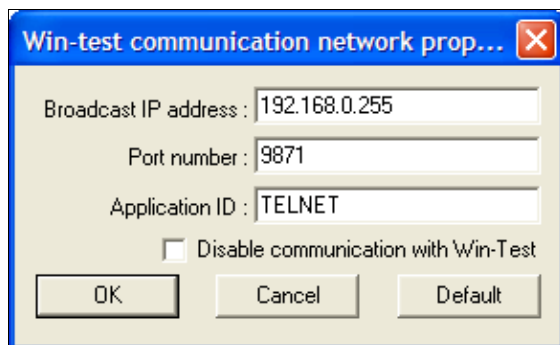 Win-test communication network prop...
Broadcast IP address : 192.168.0.255
Port number : 9871
Application ID : TELNET
Disable communication with Win-Test
OK Cancel Default